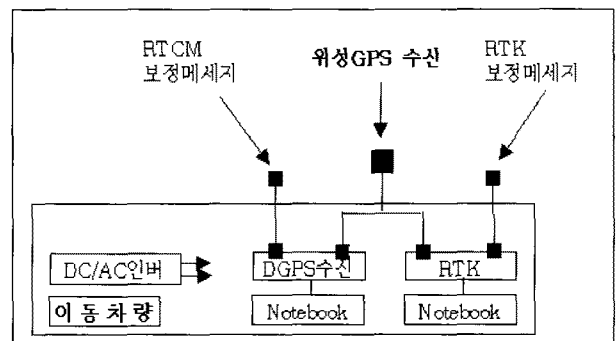 RTCM
보정메세지
위성GPS 수신
RTK
보정메세지
DC/AC인버
DGPS수신
RTK
이 동 차 량
Notebook
Notebook